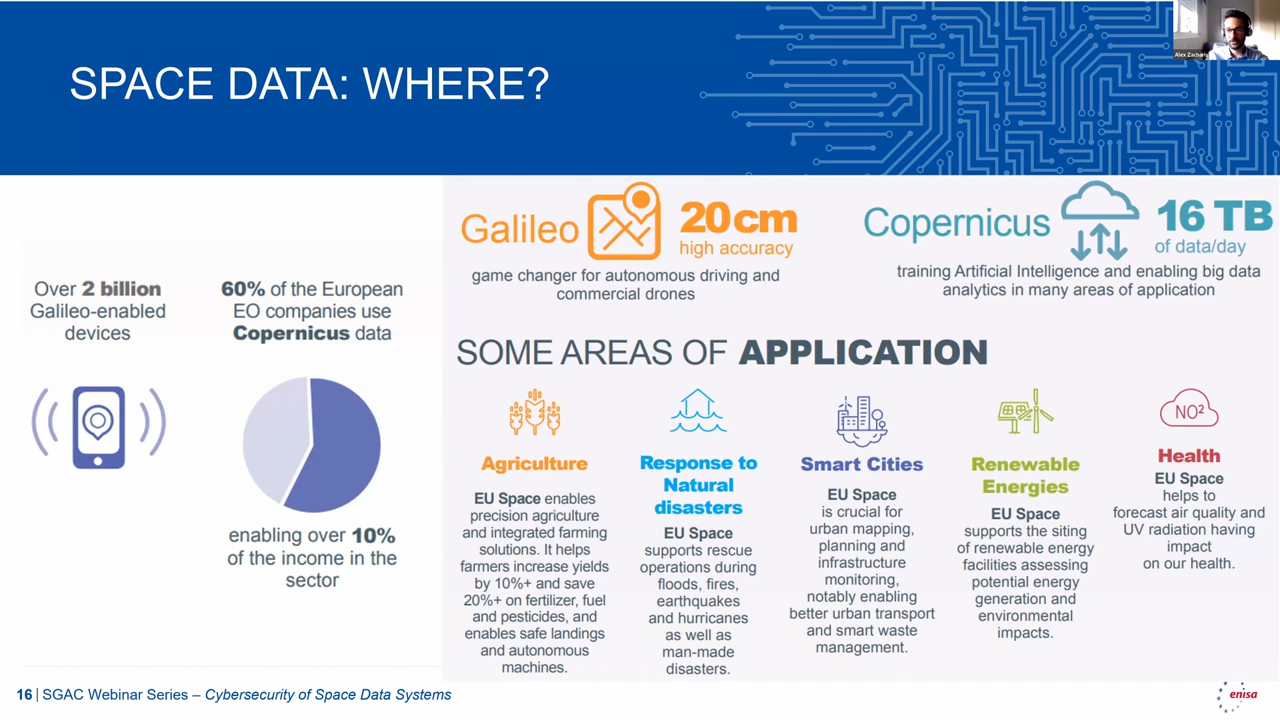 SPACE DATA: WHERE?
Over 2 billion
Galileo-enabled
devices
60% of the European
EO companies use
Copernicus data
enabling over 10%
of the income in the
sector
Galileo
20cm
high accuracy
game changer for autonomous driving and
commercial drones
Copernicus
16 TB
of data/day
training Artificial Intelligence and enabling big data
analytics in many areas of application
SOME AREAS OF APPLICATION
Agriculture
EU Space enables
precision agriculture
and integrated farming
solutions. It helps
farmers increase yields
by 10%+ and save
20%+ on fertilizer, fuel
and pesticides, and
enables safe landings
and autonomous
machines.
Response to
Natural
disasters
EU Space
supports rescue
operations during
floods, fires,
earthquakes
and hurricanes
as well as
man-made
disasters.
Smart Cities
EU Space
is crucial for
urban mapping,
planning and
infrastructure
monitoring,
notably enabling
better urban transport
and smart waste
management.
Renewable
Energies
EU Space
supports the siting
of renewable energy
facilities assessing
potential energy
generation and
environmental
impacts.
NO²
Health
EU Space
helps to
forecast air quality and
UV radiation having
impact
on our health.
16 | SGAC Webinar Series – Cybersecurity of Space Data Systems
enisa
Alex